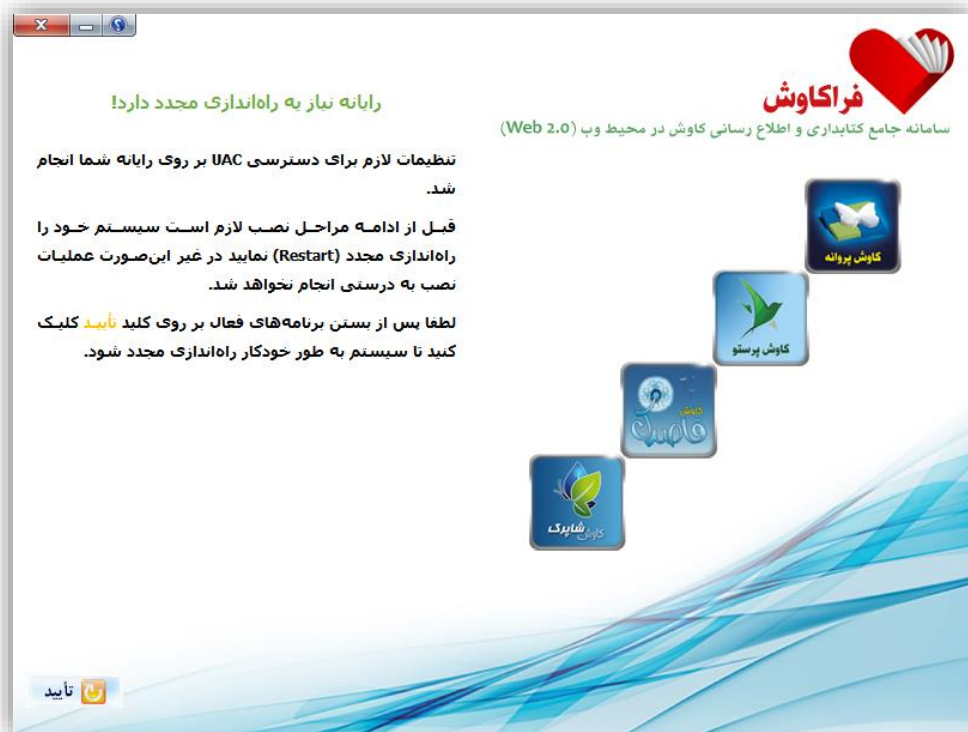 فراکاوش
سامانه جامع کتابداری و اطلاع رسانی کاوش در محیط وب (Web 2.0)
کاوش پروانه
کاوش پرستو
کاوش
قاصدک
کاوش شاپرک
رایانه نیاز به راه‌اندازی مجدد دارد!
تنظیمات لازم برای دسترسی UAC بر روی رایانه شما انجام
شد.
قبل از ادامه مراحل نصب لازم است سیستم خود را
راه‌اندازی مجدد (Restart) نمایید در غیر این‌صورت عملیات
نصب به درستی انجام نخواهد شد.
لطفا پس از بستن برنامه‌های فعال بر روی کلید تأیید کلیک
کنید تا سیستم به طور خودکار راه‌اندازی مجدد شود.
تأیید